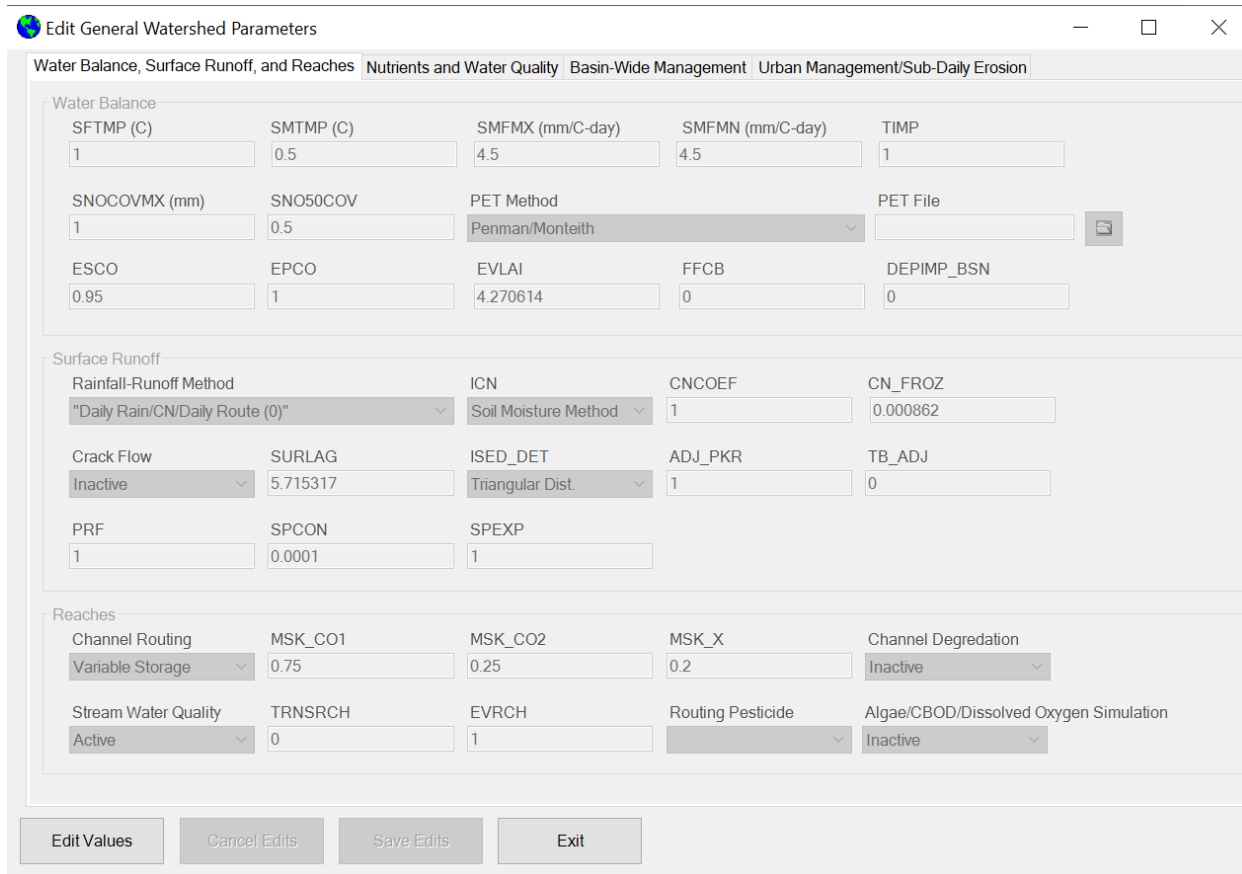 Edit General Watershed Parameters
Water Balance, Surface Runoff, and Reaches Nutrients and Water Quality Basin-Wide Management Urban Management/Sub-Daily Erosion
Water Balance
SFTMP (C) SMTMP (C) SMFMX (mm/C-day) SMFMN (mm/C-day) TIMP
1 0.5 4.5 4.5 1
SNOCOVMX (mm) SNO50COV PET Method PET File
1 0.5 Penman/Monteith
ESCO EPCO EVLAI FFCB DEPIMP_BSN
0.95 1 4.270614 0 0
Surface Runoff
Rainfall-Runoff Method ICN CNCOEF CN_FROZ
"Daily Rain/CN/Daily Route (0)" Soil Moisture Method 1 0.000862
Crack Flow SURLAG ISED_DET ADJ_PKR TB_ADJ
Inactive 5.715317 Triangular Dist. 1 0
PRF SPCON SPEXP
1 0.0001 1
Reaches
Channel Routing MSK_CO1 MSK_CO2 MSK_X Channel Degredation
Variable Storage 0.75 0.25 0.2 Inactive
Stream Water Quality TRNSRCH EVRCH Routing Pesticide Algae/CBOD/Dissolved Oxygen Simulation
Active 0 1 Inactive
Edit Values Cancel Edits Save Edits Exit